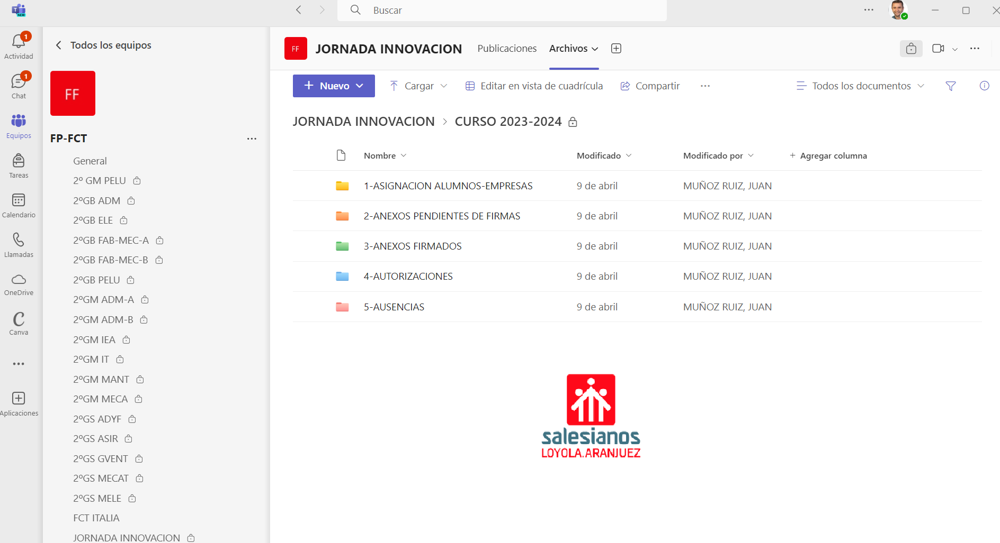 NEW
Buscar
1
Actividad
1
Chat
Equipos
Tareas
Calendario
Llamadas
OneDrive
Canva
Aplicaciones
Todos los equipos
FF
FP-FCT
General
2º GM PELU
2ºGB ADM
2ºGB ELE
2ºGB FAB-MEC-A
2ºGB FAB-MEC-B
2ºGB PELU
2ºGM ADM-A
2ºGM ADM-B
2ºGM IEA
2ºGM IT
2ºGM MANT
2ºGM MECA
2ºGS ADYF
2ºGS ASIR
2ºGS GVENT
2ºGS MECAT
2ºGS MELE
FCT ITALIA
JORNADA INNOVACION
FF JORNADA INNOVACION Publicaciones Archivos
+ Nuevo Cargar Editar en vista de cuadrícula Compartir ... Todos los documentos
JORNADA INNOVACION > CURSO 2023-2024
Nombre Modificado Modificado por + Agregar columna
1-ASIGNACION ALUMNOS-EMPRESAS 9 de abril MUÑOZ RUIZ, JUAN
2-ANEXOS PENDIENTES DE FIRMAS 9 de abril MUÑOZ RUIZ, JUAN
3-ANEXOS FIRMADOS 9 de abril MUÑOZ RUIZ, JUAN
4-AUTORIZACIONES 9 de abril MUÑOZ RUIZ, JUAN
5-AUSENCIAS 9 de abril MUÑOZ RUIZ, JUAN
salesianos
LOYOLA.ARANJUEZ